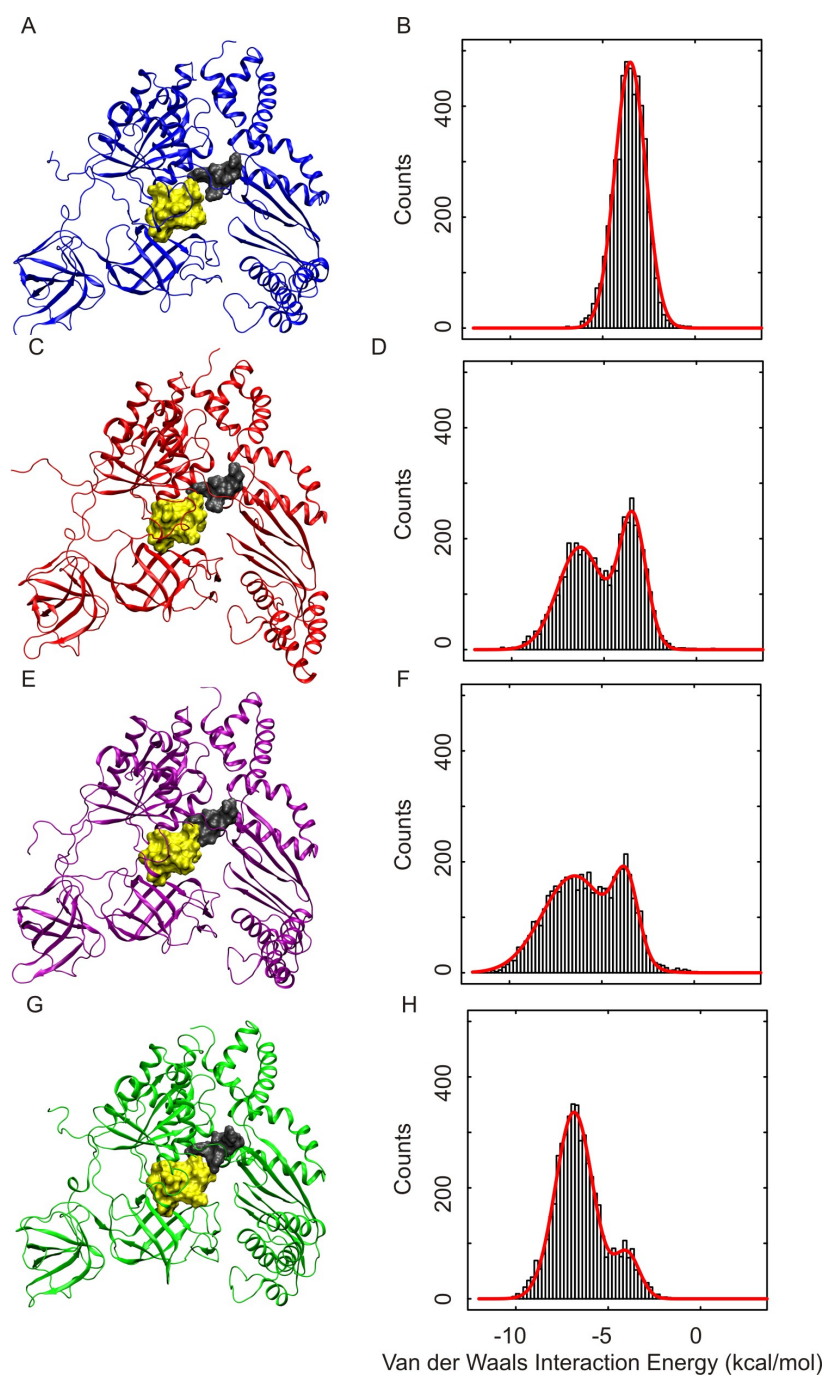 A
B
Counts
400
200
0
C
D
Counts
400
200
0
E
F
Counts
400
200
0
G
H
Counts
400
200
0
-10 -5 0
Van der Waals Interaction Energy (kcal/mol)